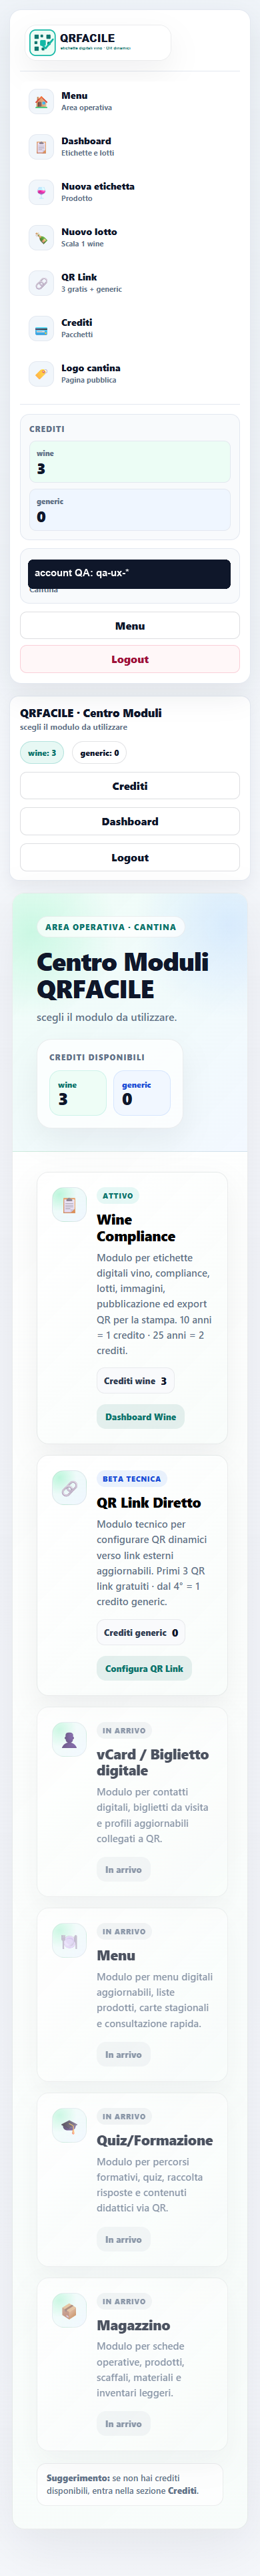 QRFACILE
etichette digitali vino · QR dinamici
Menu
Area operativa
Dashboard
Etichette e lotti
Nuova etichetta
Prodotto
Nuovo lotto
Scala 1 wine
QR Link
3 gratis + generic
Crediti
Pacchetti
Logo cantina
Pagina pubblica
CREDITI
wine
3
generic
0
account QA: qa-ux-*
Cantina
Menu
Logout
QRFACILE · Centro Moduli
scegli il modulo da utilizzare
wine: 3
generic: 0
Crediti
Dashboard
Logout
AREA OPERATIVA · CANTINA
Centro Moduli
QRFACILE
scegli il modulo da utilizzare.
CREDITI DISPONIBILI
wine
3
generic
0
ATTIVO
Wine
Compliance
Modulo per etichette
digitali vino, compliance,
lotti, immagini,
pubblicazione ed export
QR per la stampa. 10 anni
= 1 credito · 25 anni = 2
crediti.
Crediti wine 3
Dashboard Wine
BETA TECNICA
QR Link Diretto
Modulo tecnico per
configurare QR dinamici
verso link esterni
aggiornabili. Primi 3 QR
link gratuiti · dal 4° = 1
credito generic.
Crediti generic 0
Configura QR Link
IN ARRIVO
vCard / Biglietto
digitale
Modulo per contatti
digitali, biglietti da visita
e profili aggiornabili
collegati a QR.
In arrivo
IN ARRIVO
Menu
Modulo per menu digitali
aggiornabili, liste
prodotti, carte stagionali
e consultazione rapida.
In arrivo
IN ARRIVO
Quiz/Formazione
Modulo per percorsi
formativi, quiz, raccolta
risposte e contenuti
didattici via QR.
In arrivo
IN ARRIVO
Magazzino
Modulo per schede
operative, prodotti,
scaffali, materiali e
inventari leggeri.
In arrivo
Suggerimento: se non hai crediti
disponibili, entra nella sezione Crediti.